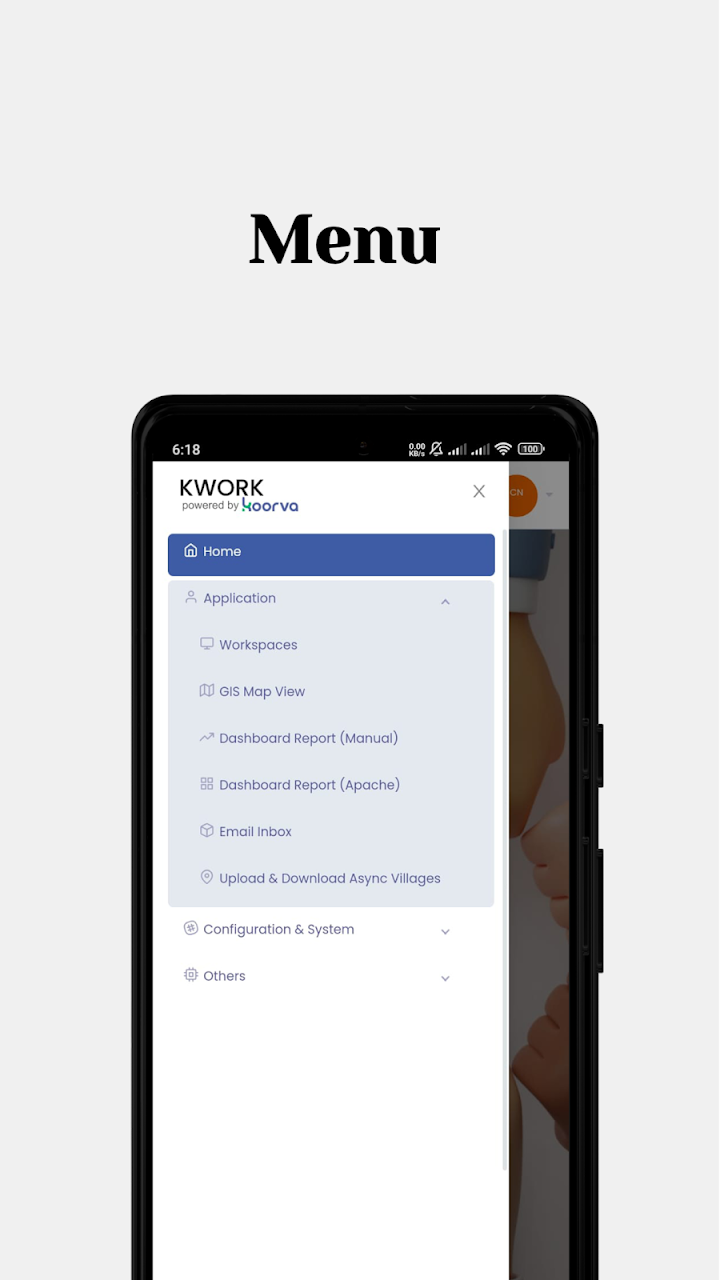 Menu
6:18
0.00
KB/s
100
KWORK
powered by koorva
CN
Home
Application
Workspaces
GIS Map View
Dashboard Report (Manual)
Dashboard Report (Apache)
Email Inbox
Upload & Download Async Villages
Configuration & System
Others